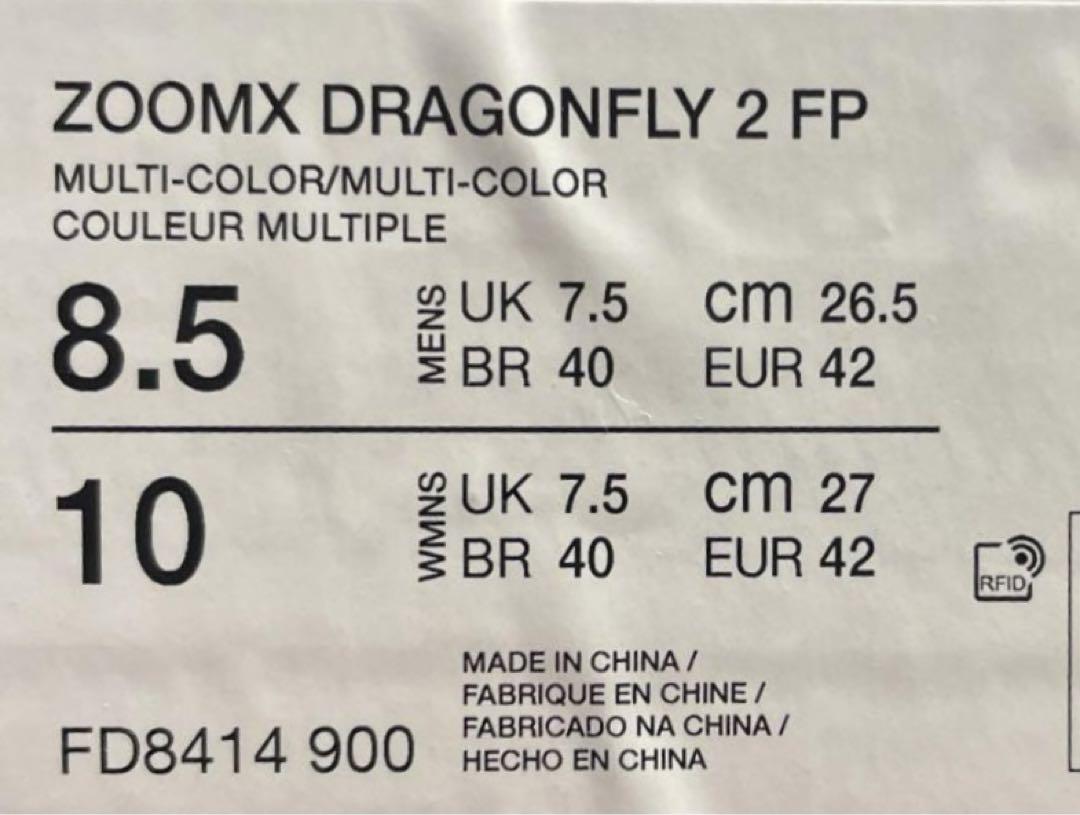 ZOOMX DRAGONFLY 2 FP
MULTI-COLOR/MULTI-COLOR
COULEUR MULTIPLE
8.5 MENS UK 7.5 cm 26.5
BR 40 EUR 42
10 WMNS UK 7.5 cm 27
BR 40 EUR 42
RFID
MADE IN CHINA /
FABRIQUE EN CHINE /
FABRICADO NA CHINA /
HECHO EN CHINA
FD8414 900